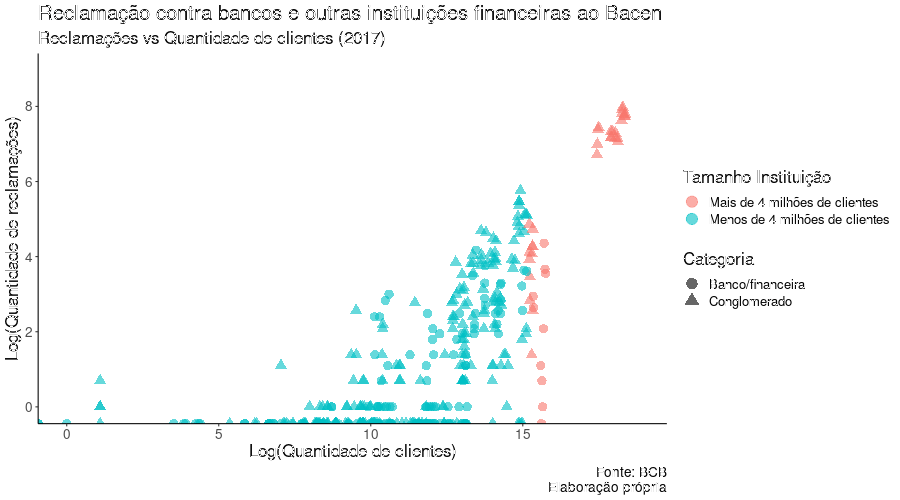 Reclamação contra bancos e outras instituições financeiras ao Bacen
Reclamações vs Quantidade de clientes (2017)
Log(Quantidade de reclamações)
8
6
4
2
0
0 5 10 15
Log(Quantidade de clientes)
Tamanho Instituição
Mais de 4 milhões de clientes
Menos de 4 milhões de clientes
Categoria
Banco/financeira
Conglomerado
Fonte: BCB
Elaboração própria